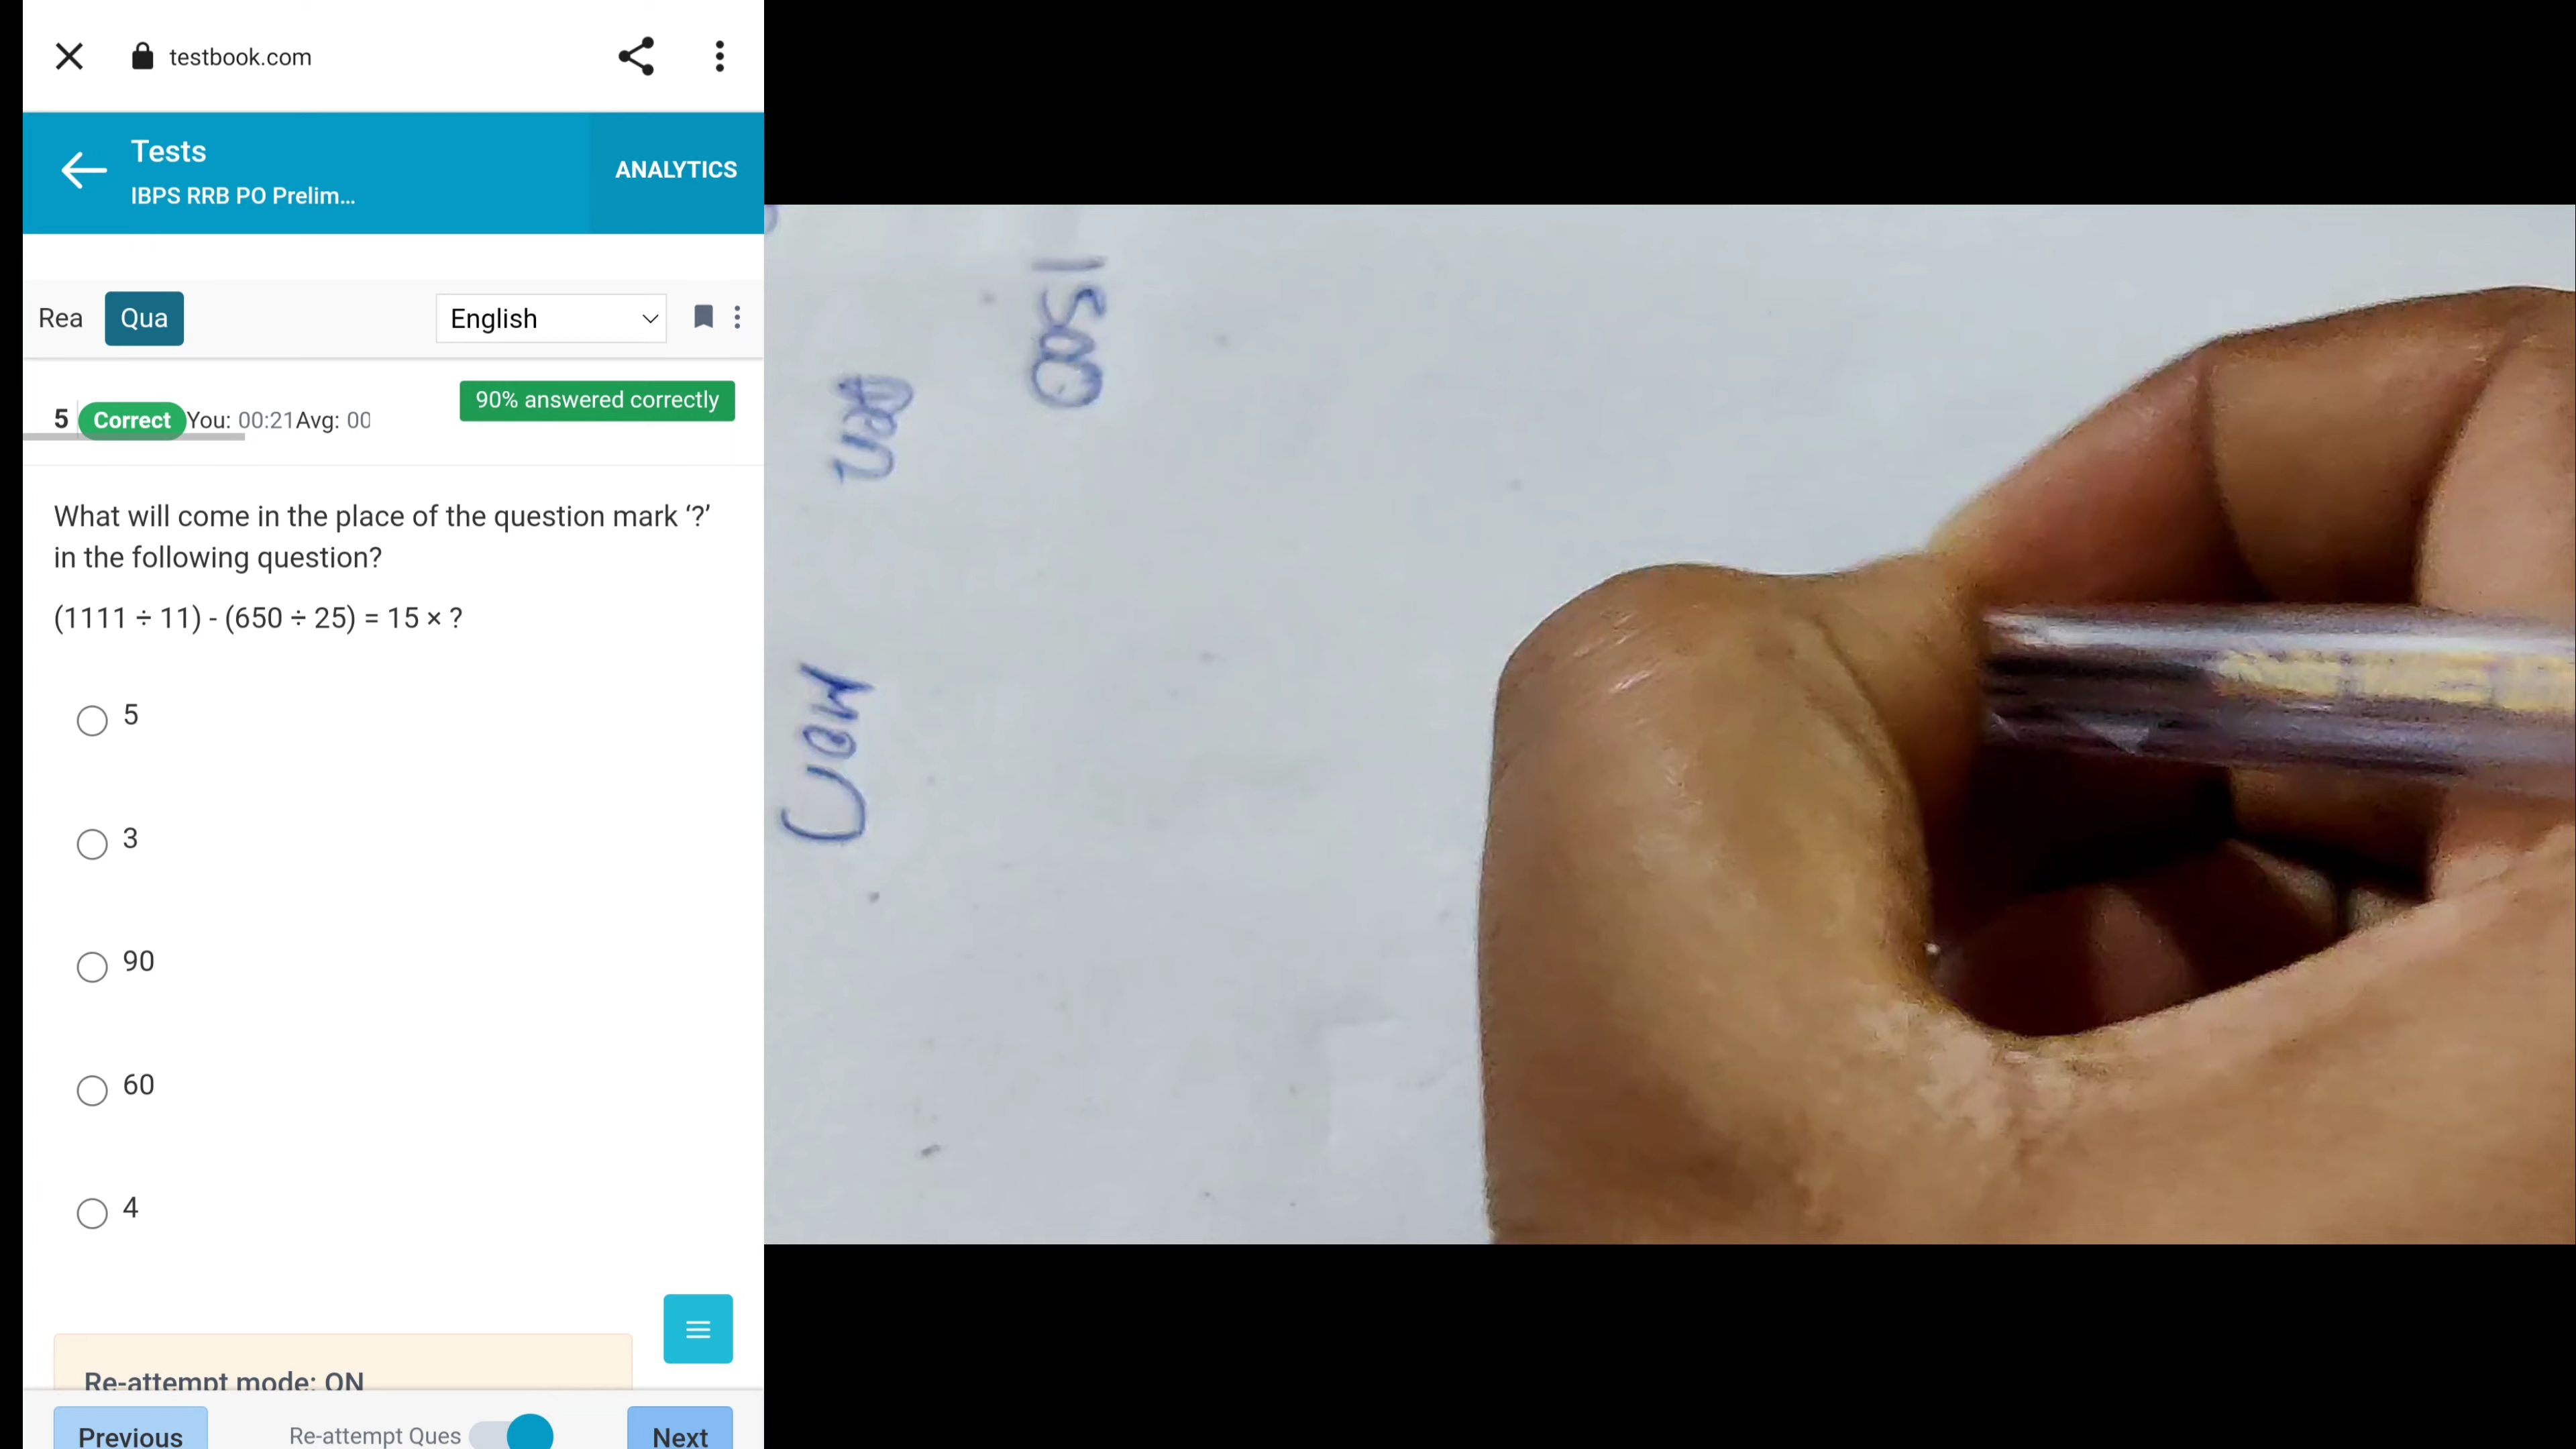 testbook.com
Tests
IBPS RRB PO Prelim...
ANALYTICS
Rea
Qua
English
5
Correct
You: 00:21
Avg: 00
90% answered correctly
What will come in the place of the question mark ‘?’
in the following question?
(1111 ÷ 11) - (650 ÷ 25) = 15 × ?
5
3
90
60
4
Re-attempt mode: ON
Previous
Re-attempt Ques
Next